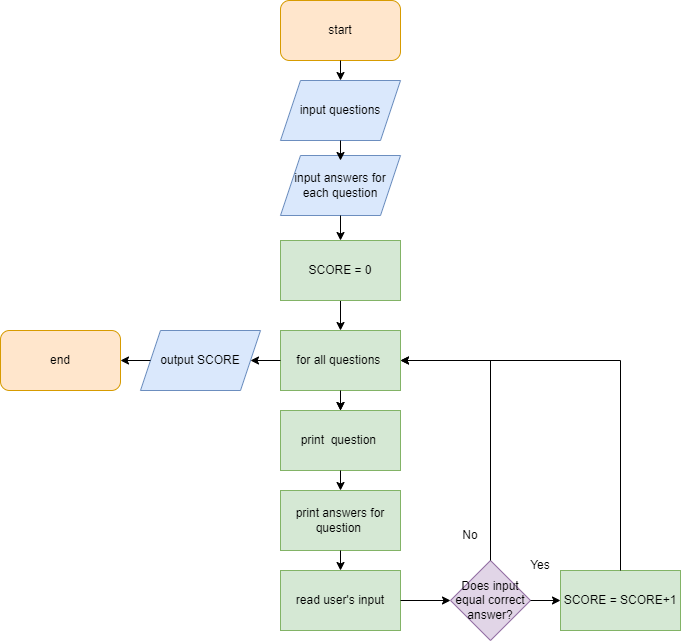 start
input questions
input answers for
each question
SCORE = 0
end
output SCORE
for all questions
print  question
print answers for
question
No
Yes
read user's input
Does input
equal correct
answer?
SCORE = SCORE+1